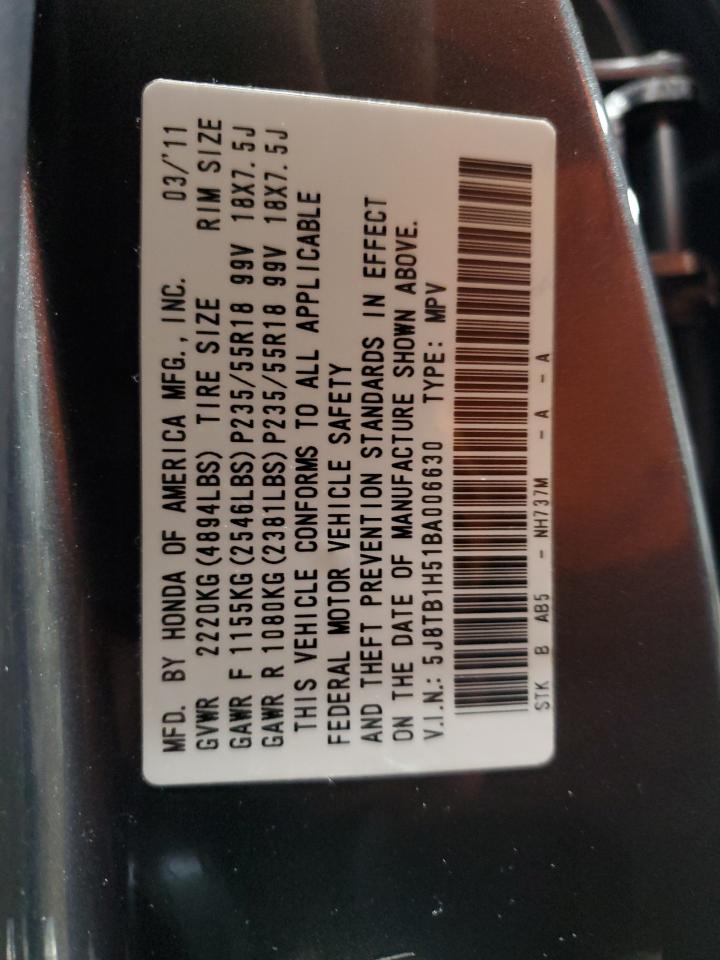 MFD. BY HONDA OF AMERICA MFG., INC. 03/'11
GVWR 2220KG(4894LBS) TIRE SIZE RIM SIZE
GAWR F 1155KG(2546LBS)P235/55R18 99V 18X7.5J
GAWR R 1080KG(2381LBS)P235/55R18 99V 18X7.5J
THIS VEHICLE CONFORMS TO ALL APPLICABLE
FEDERAL MOTOR VEHICLE SAFETY
AND THEFT PREVENTION STANDARDS IN EFFECT
ON THE DATE OF MANUFACTURE SHOWN ABOVE.
V.I.N.: 5J8TB1H51BA006630 TYPE: MPV
STK B AB5 - NH737M - A - A